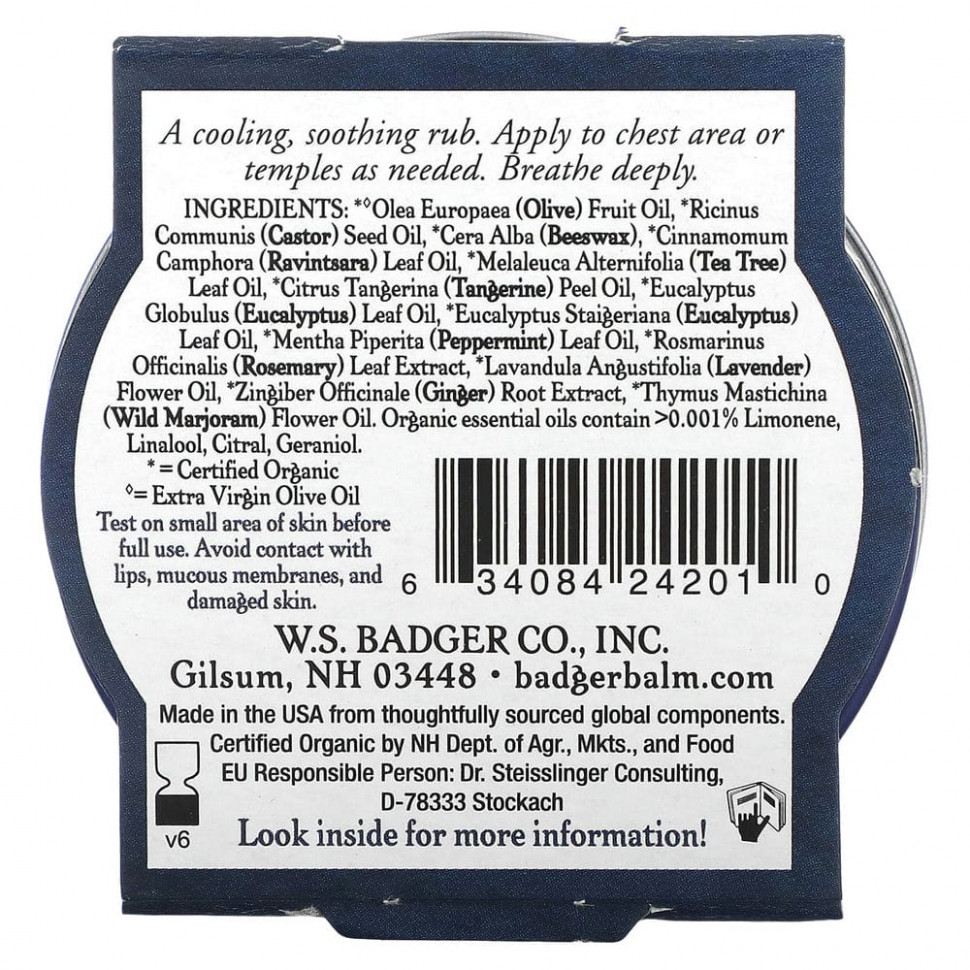 A cooling, soothing rub. Apply to chest area or
temples as needed. Breathe deeply.
INGREDIENTS: *◊Olea Europaea (Olive) Fruit Oil, *Ricinus
Communis (Castor) Seed Oil, *Cera Alba (Beeswax), *Cinnamomum
Camphora (Ravintsara) Leaf Oil, *Melaleuca Alternifolia (Tea Tree)
Leaf Oil, *Citrus Tangerina (Tangerine) Peel Oil, *Eucalyptus
Globulus (Eucalyptus) Leaf Oil, *Eucalyptus Staigeriana (Eucalyptus)
Leaf Oil, *Mentha Piperita (Peppermint) Leaf Oil, *Rosmarinus
Officinalis (Rosemary) Leaf Extract, *Lavandula Angustifolia (Lavender)
Flower Oil, *Zingiber Officinale (Ginger) Root Extract, *Thymus Mastichina
(Wild Marjoram) Flower Oil. Organic essential oils contain >0.001% Limonene,
Linalool, Citral, Geraniol.
* = Certified Organic
◊= Extra Virgin Olive Oil
Test on small area of skin before
full use. Avoid contact with
lips, mucous membranes, and
damaged skin.
6 34084 24201 0
W.S. BADGER CO., INC.
Gilsum, NH 03448 • badgerbalm.com
Made in the USA from thoughtfully sourced global components.
Certified Organic by NH Dept. of Agr., Mkts., and Food
EU Responsible Person: Dr. Steisslinger Consulting,
D-78333 Stockach
v6
Look inside for more information!